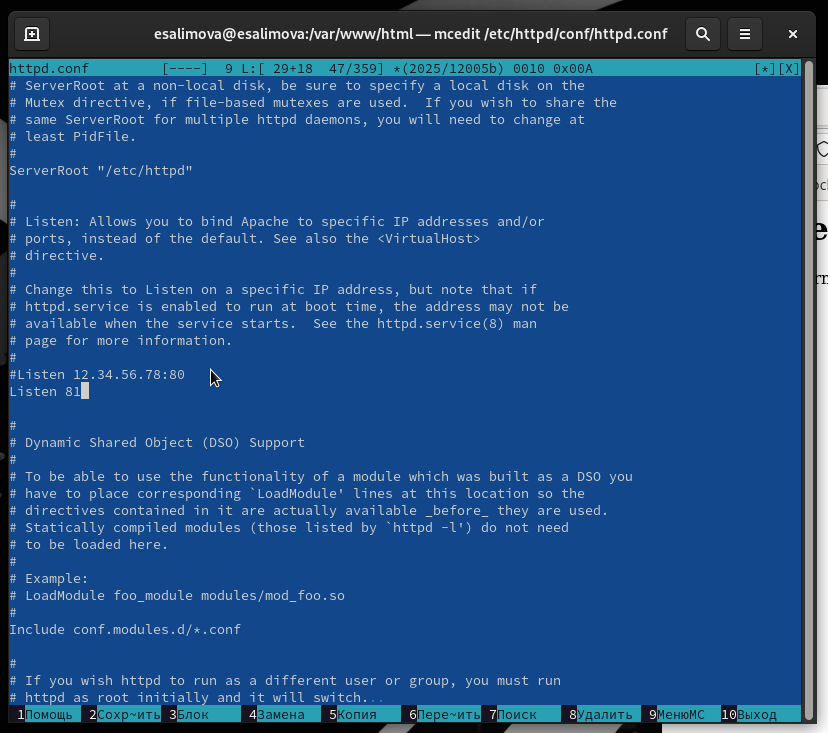 esalimova@esalimova:/var/www/html — mcedit /etc/httpd/conf/httpd.conf
httpd.conf [----] 9 L:[ 29+18 47/359] *(2025/12005b) 0010 0x00A [*][X]
# ServerRoot at a non-local disk, be sure to specify a local disk on the
# Mutex directive, if file-based mutexes are used.  If you wish to share the
# same ServerRoot for multiple httpd daemons, you will need to change at
# least PidFile.
#
ServerRoot "/etc/httpd"
#
# Listen: Allows you to bind Apache to specific IP addresses and/or
# ports, instead of the default. See also the <VirtualHost>
# directive.
#
# Change this to Listen on a specific IP address, but note that if
# httpd.service is enabled to run at boot time, the address may not be
# available when the service starts.  See the httpd.service(8) man
# page for more information.
#
#Listen 12.34.56.78:80
Listen 81
#
# Dynamic Shared Object (DSO) Support
#
# To be able to use the functionality of a module which was built as a DSO you
# have to place corresponding `LoadModule' lines at this location so the
# directives contained in it are actually available _before_ they are used.
# Statically compiled modules (those listed by `httpd -l') do not need
# to be loaded here.
#
# Example:
# LoadModule foo_module modules/mod_foo.so
#
Include conf.modules.d/*.conf
#
# If you wish httpd to run as a different user or group, you must run
# httpd as root initially and it will switch...
1Помощь 2Сохр~ить 3Блок 4Замена 5Копия 6Пере~ить 7Поиск 8Удалить 9МенюМС 10Выход